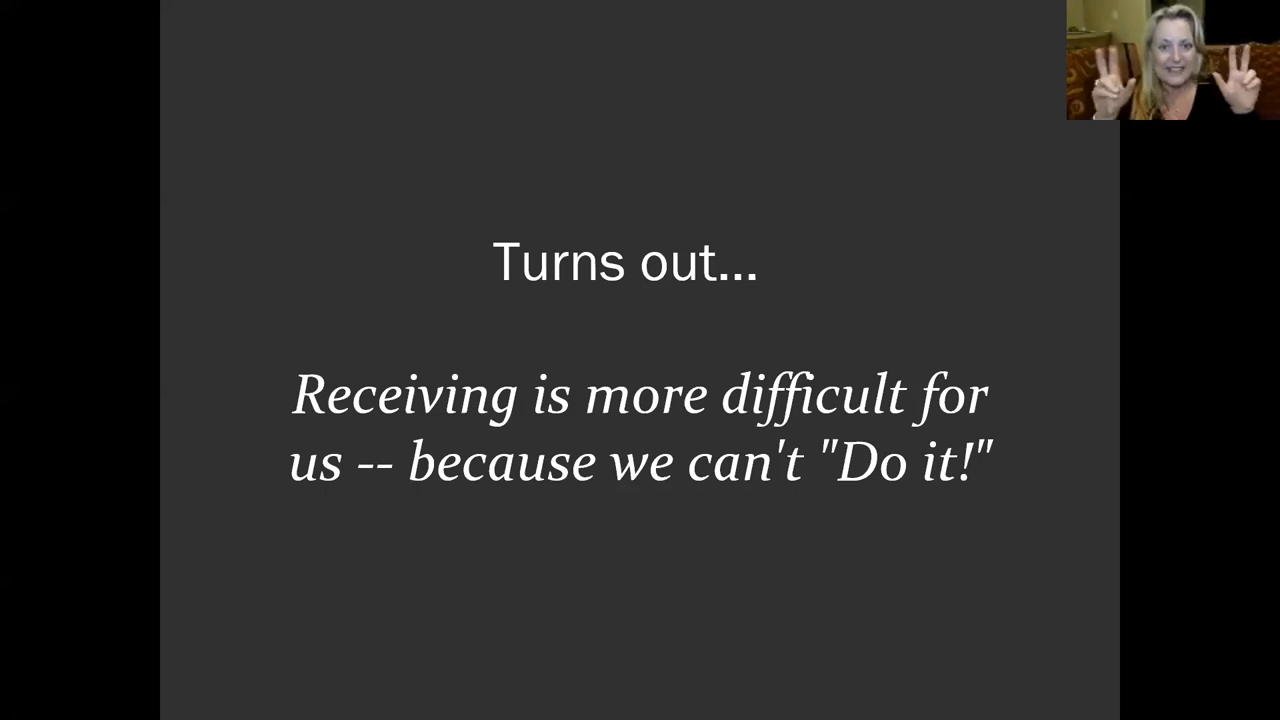 Turns out...
Receiving is more difficult for
us -- because we can't "Do it!"